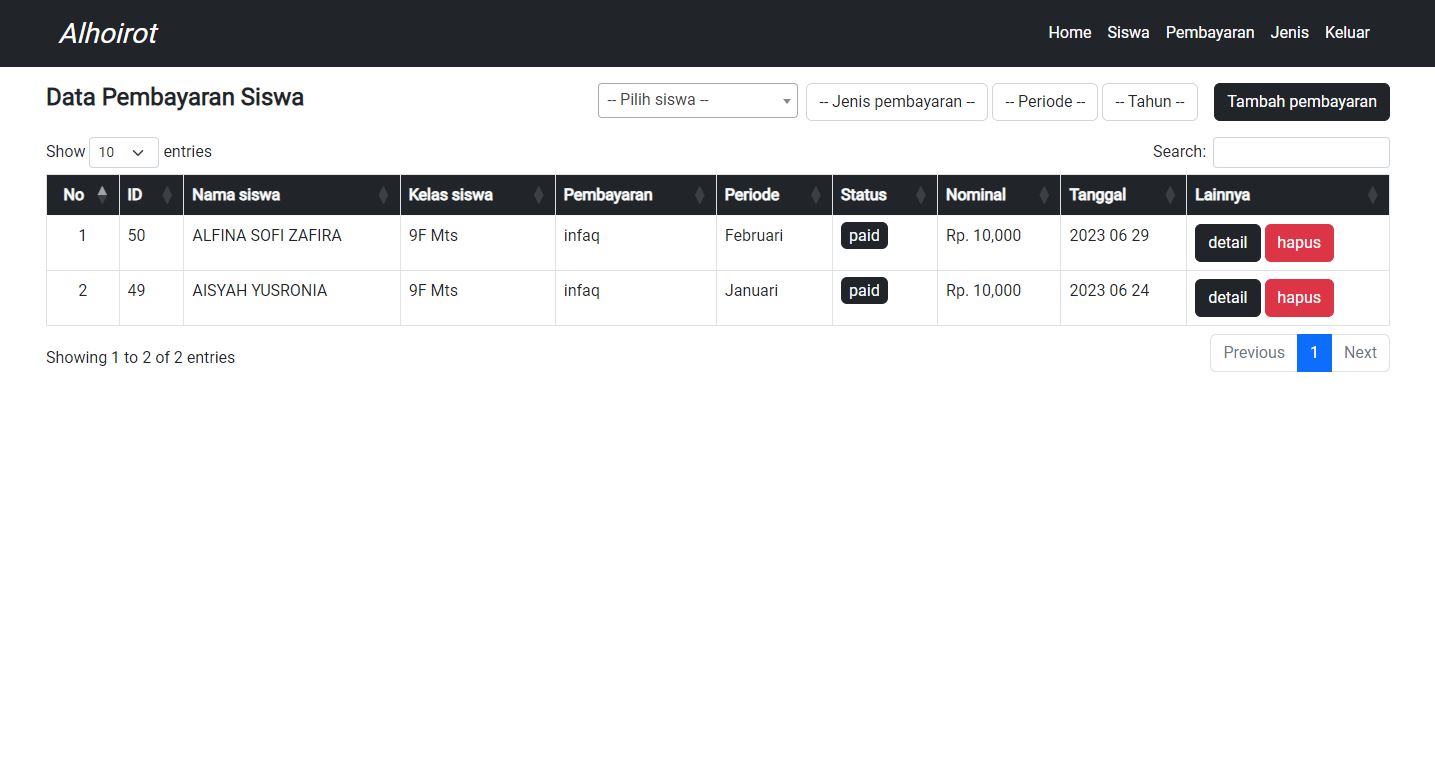 Alhoirot Home Siswa Pembayaran Jenis Keluar
Data Pembayaran Siswa -- Pilih siswa -- -- Jenis pembayaran -- -- Periode -- -- Tahun -- Tambah pembayaran
Show 10 entries Search:
No ID Nama siswa Kelas siswa Pembayaran Periode Status Nominal Tanggal Lainnya
1 50 ALFINA SOFI ZAFIRA 9F Mts infaq Februari paid Rp. 10,000 2023 06 29 detail hapus
2 49 AISYAH YUSRONIA 9F Mts infaq Januari paid Rp. 10,000 2023 06 24 detail hapus
Showing 1 to 2 of 2 entries Previous 1 Next